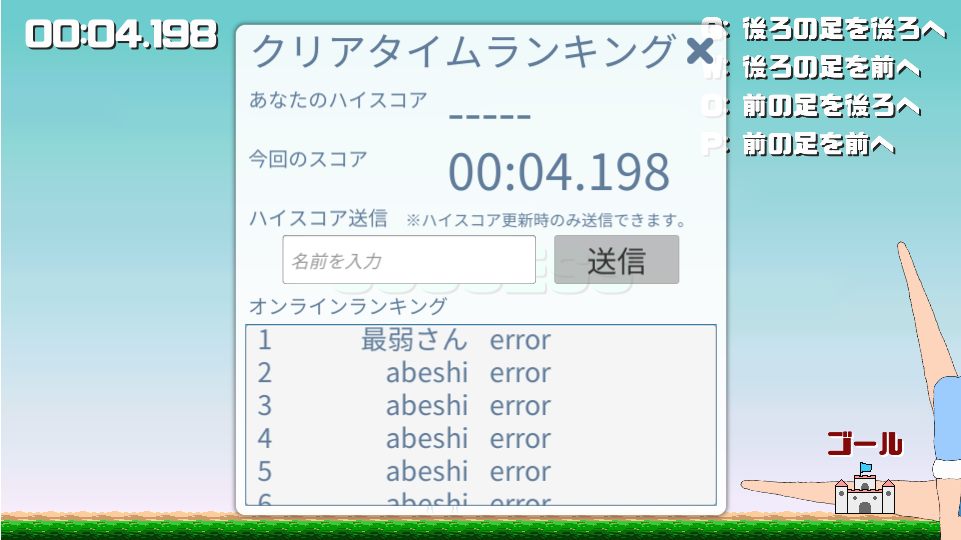 00:04.198
クリアタイムランキング
あなたのハイスコア
-----
今回のスコア
00:04.198
ハイスコア送信 ※ハイスコア更新時のみ送信できます。
名前を入力
送信
オンラインランキング
1 最弱さん error
2 abeshi error
3 abeshi error
4 abeshi error
5 abeshi error
6 abeshi error
: 後ろの足を後ろへ
W: 後ろの足を前へ
O: 前の足を後ろへ
P: 前の足を前へ
ゴール